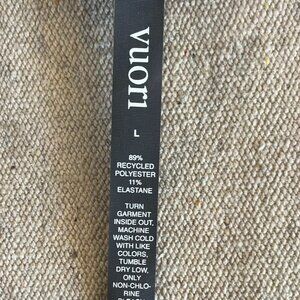 vuori
L
89%
RECYCLED
POLYESTER
11%
ELASTANE
TURN
GARMENT
INSIDE OUT,
MACHINE
WASH COLD
WITH LIKE
COLORS,
TUMBLE
DRY LOW,
ONLY
NON-CHLO-
RINE